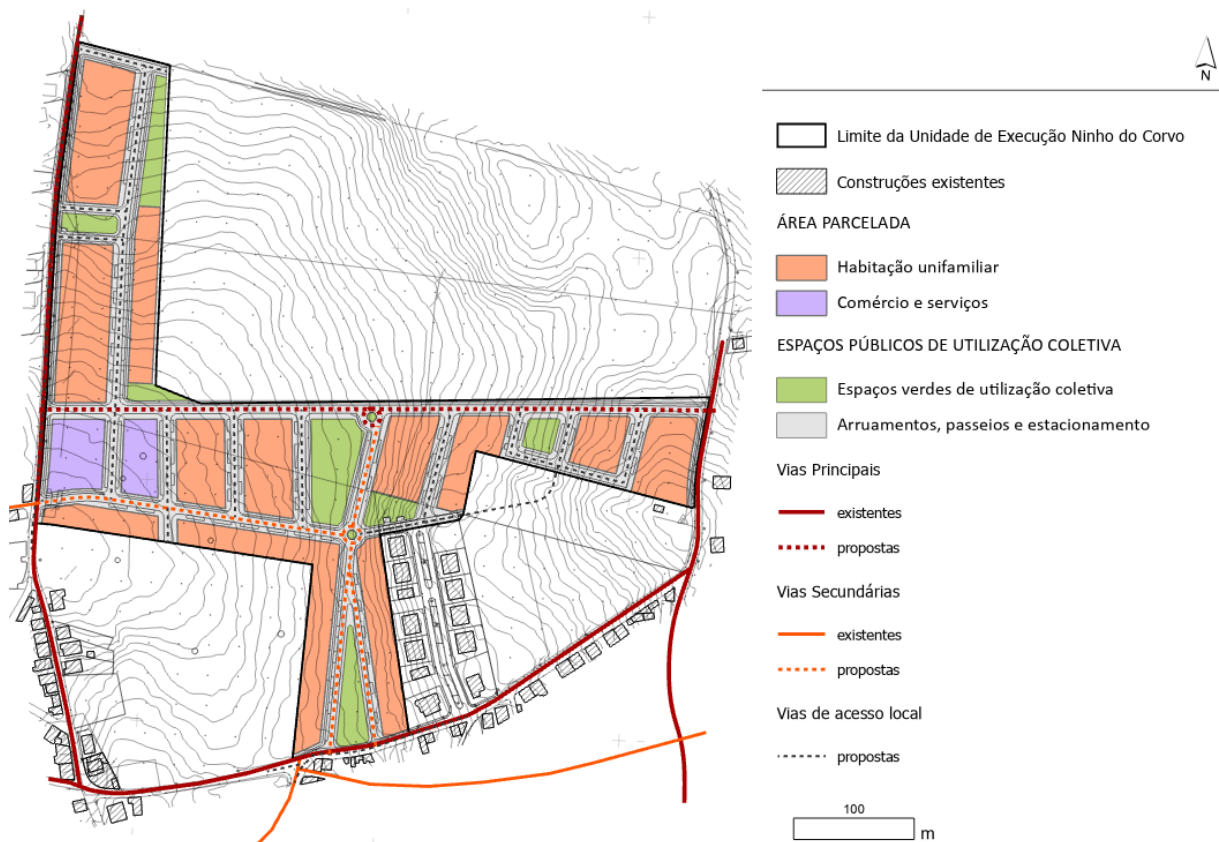 N
Limite da Unidade de Execução Ninho do Corvo
Construções existentes
ÁREA PARCELADA
Habitação unifamiliar
Comércio e serviços
ESPAÇOS PÚBLICOS DE UTILIZAÇÃO COLETIVA
Espaços verdes de utilização coletiva
Arruamentos, passeios e estacionamento
Vias Principais
existentes
propostas
Vias Secundárias
existentes
propostas
Vias de acesso local
propostas
100
m